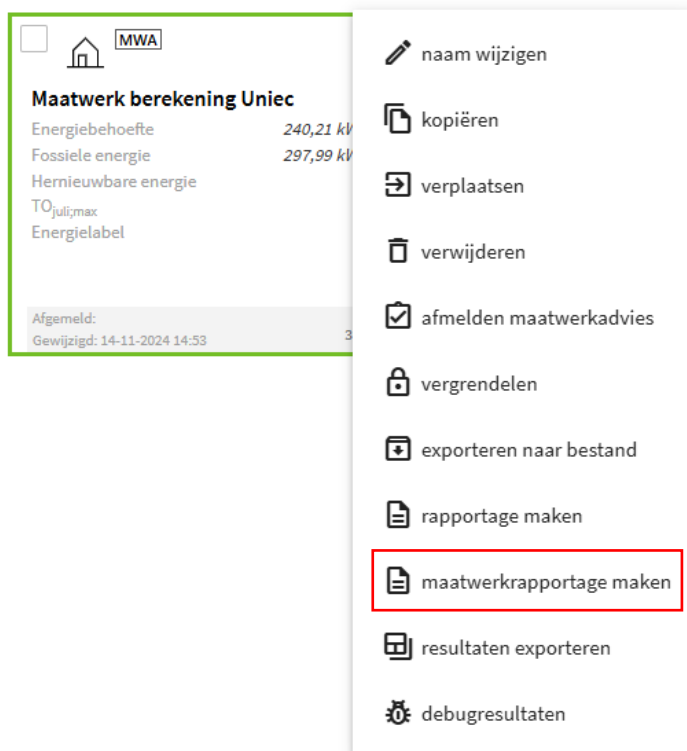 MWA
Maatwerk berekening Uniec
Energiebehoefte 240,21
Fossiele energie 297,99
Hernieuwbare energie
TOjuli;max
Energielabel
Afgemeld:
Gewijzigd: 14-11-2024 14:53 3
naam wijzigen
kopiëren
verplaatsen
verwijderen
afmelden maatwerkadvies
vergrendelen
exporteren naar bestand
rapportage maken
maatwerkrapportage maken
resultaten exporteren
debugresultaten